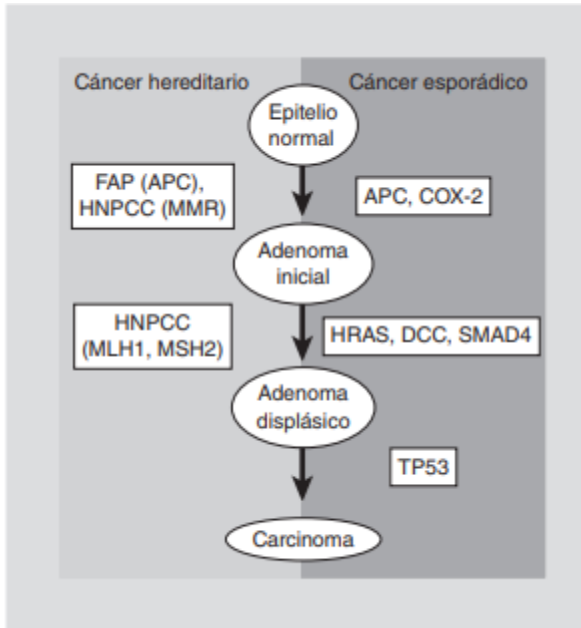 Cáncer hereditario
Cáncer esporádico
Epitelio
normal
FAP (APC),
HNPCC (MMR)
APC, COX-2
Adenoma
inicial
HNPCC
(MLH1, MSH2)
HRAS, DCC, SMAD4
Adenoma
displásico
TP53
Carcinoma